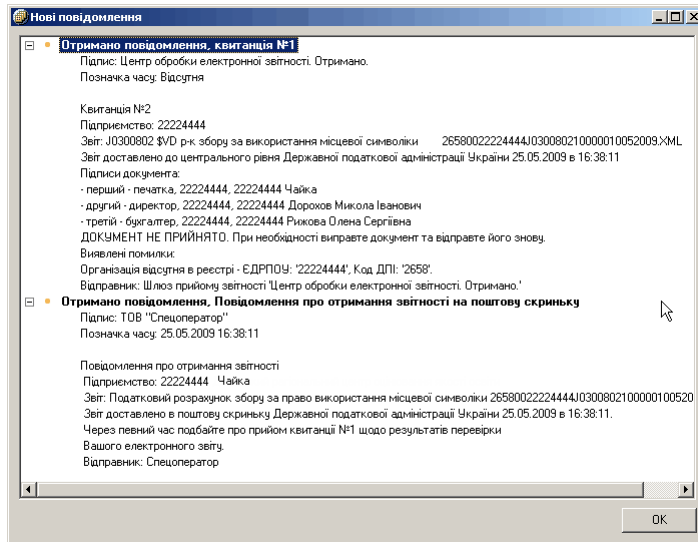 Нові повідомлення
Отримано повідомлення, квитанція №1
Підпис: Центр обробки електронної звітності. Отримано.
Позначка часу: Відсутня
Квитанція №2
Підприємство: 22224444
Звіт: J0300802 $VD р-к збору за використання місцевої символіки 26580022224444J030080210000010052009.XML
Звіт доставлено до центрального рівня Державної податкової адміністрації України 25.05.2009 в 16:38:11
Підписи документа:
- перший - печатка, 22224444, 22224444 Чайка
- другий - директор, 22224444, 22224444 Дорохов Микола Іванович
- третій - бухгалтер, 22224444, 22224444 Рижова Олена Сергіївна
ДОКУМЕНТ НЕ ПРИЙНЯТО. При необхідності виправте документ та відправте його знову.
Виявлені помилки:
Організація відсутня в реєстрі - ЄДРПОУ: '22224444', Код ДПІ: '2658'.
Відправник: Шлюз прийому звітності 'Центр обробки електронної звітності. Отримано.'
Отримано повідомлення, Повідомлення про отримання звітності на поштову скриньку
Підпис: ТОВ "Спецоператор"
Позначка часу: 25.05.2009 16:38:11
Повідомлення про отримання звітності
Підприємство: 22224444 Чайка
Звіт: Податковий розрахунок збору за право використання місцевої символіки 26580022224444J0300802100000100520
Звіт доставлено в поштову скриньку Державної податкової адміністрації України 25.05.2009 в 16:38:11.
Через певний час подбайте про прийом квитанції №1 щодо результатів перевірки
Вашого електронного звіту.
Відправник: Спецоператор
OK